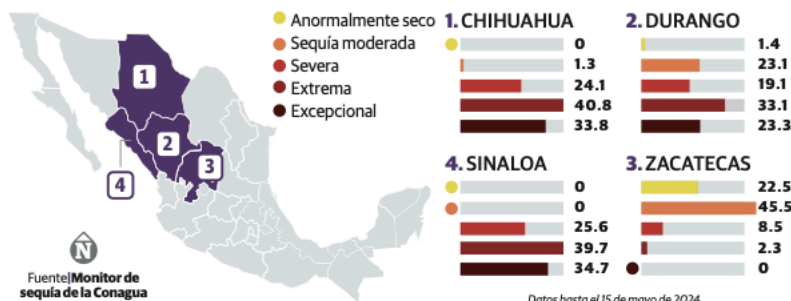 Anormalmente seco
Sequía moderada
Severa
Extrema
Excepcional
1. CHIHUAHUA
0
1.3
24.1
40.8
33.8
2. DURANGO
1.4
23.1
19.1
33.1
23.3
4. SINALOA
0
0
25.6
39.7
34.7
3. ZACATECAS
22.5
45.5
8.5
2.3
0
1
2
3
4
N
Fuente|Monitor de
sequía de la Conagua
Datos hasta el 15 de mayo de 2024